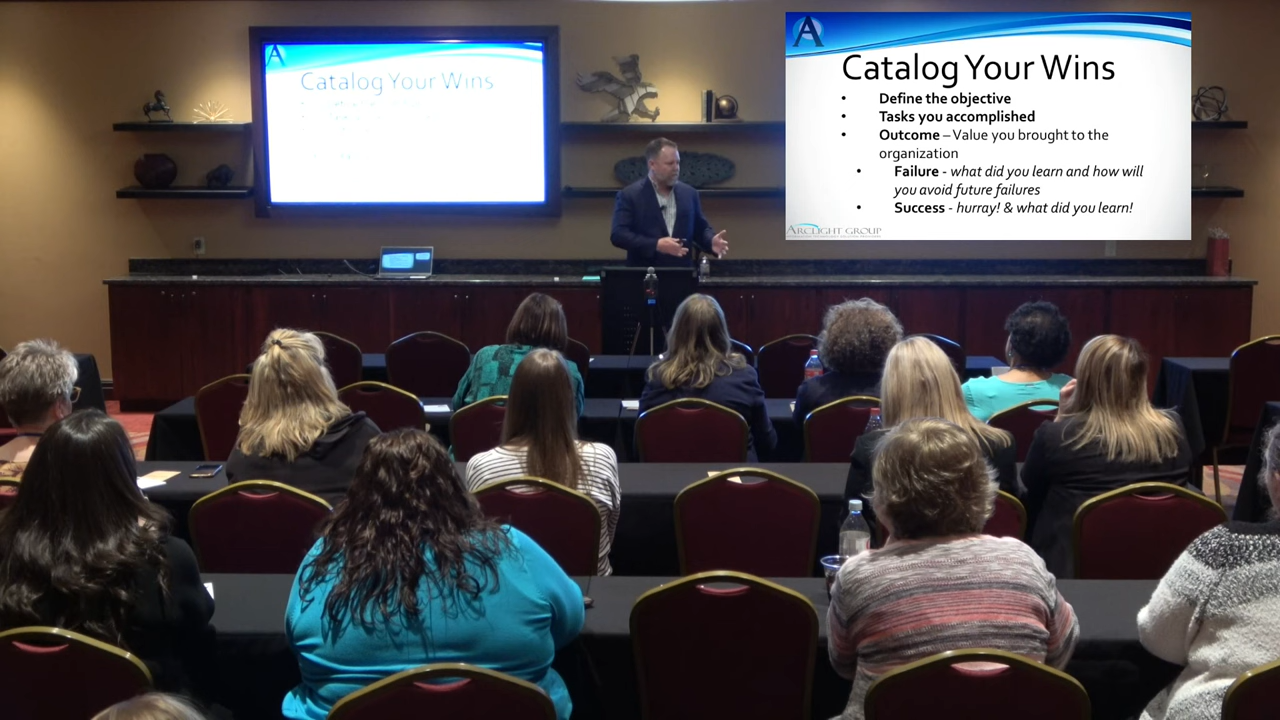 Catalog Your Wins
Catalog Your Wins
• Define the objective
• Tasks you accomplished
• Outcome – Value you brought to the
organization
• Failure - what did you learn and how will
you avoid future failures
• Success - hurray! & what did you learn!
ARCLIGHT GROUP